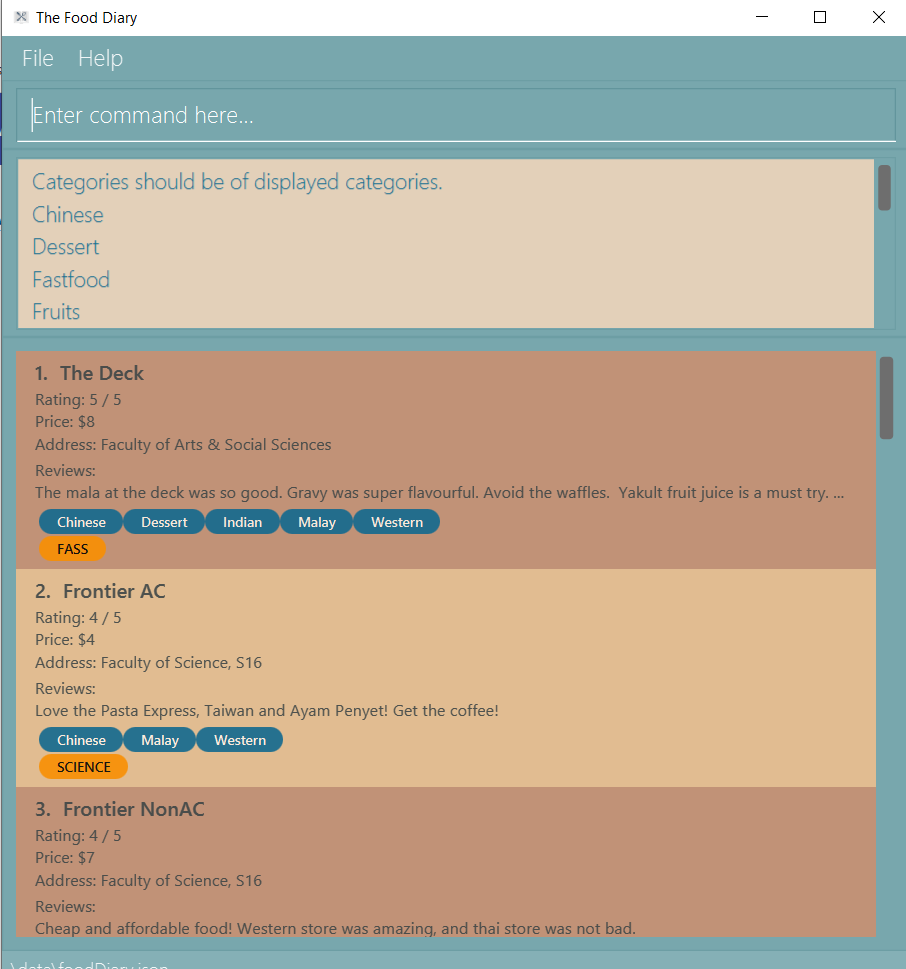 The Food Diary
File Help
Enter command here...
Categories should be of displayed categories.
Chinese
Dessert
Fastfood
Fruits
1. The Deck
Rating: 5 / 5
Price: $8
Address: Faculty of Arts & Social Sciences
Reviews:
The mala at the deck was so good. Gravy was super flavourful. Avoid the waffles.  Yakult fruit juice is a must try. ...
Chinese Dessert Indian Malay Western
FASS
2. Frontier AC
Rating: 4 / 5
Price: $4
Address: Faculty of Science, S16
Reviews:
Love the Pasta Express, Taiwan and Ayam Penyet! Get the coffee!
Chinese Malay Western
SCIENCE
3. Frontier NonAC
Rating: 4 / 5
Price: $7
Address: Faculty of Science, S16
Reviews:
Cheap and affordable food! Western store was amazing, and thai store was not bad.
.\data\foodDiary.json